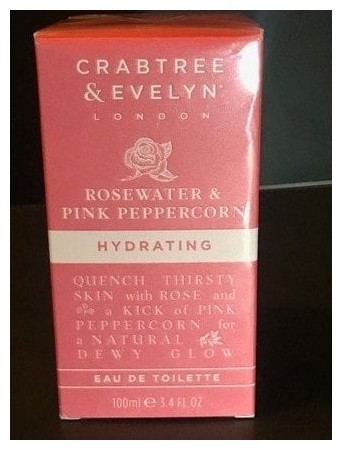 CRABTREE
& EVELYN
LONDON
ROSEWATER &
PINK PEPPERCORN
HYDRATING
QUENCH THIRSTY
SKIN with ROSE and
a KICK of PINK
PEPPERCORN for
a NATURAL
DEWY GLOW
EAU DE TOILETTE
100ml ℮ 3.4 FL OZ